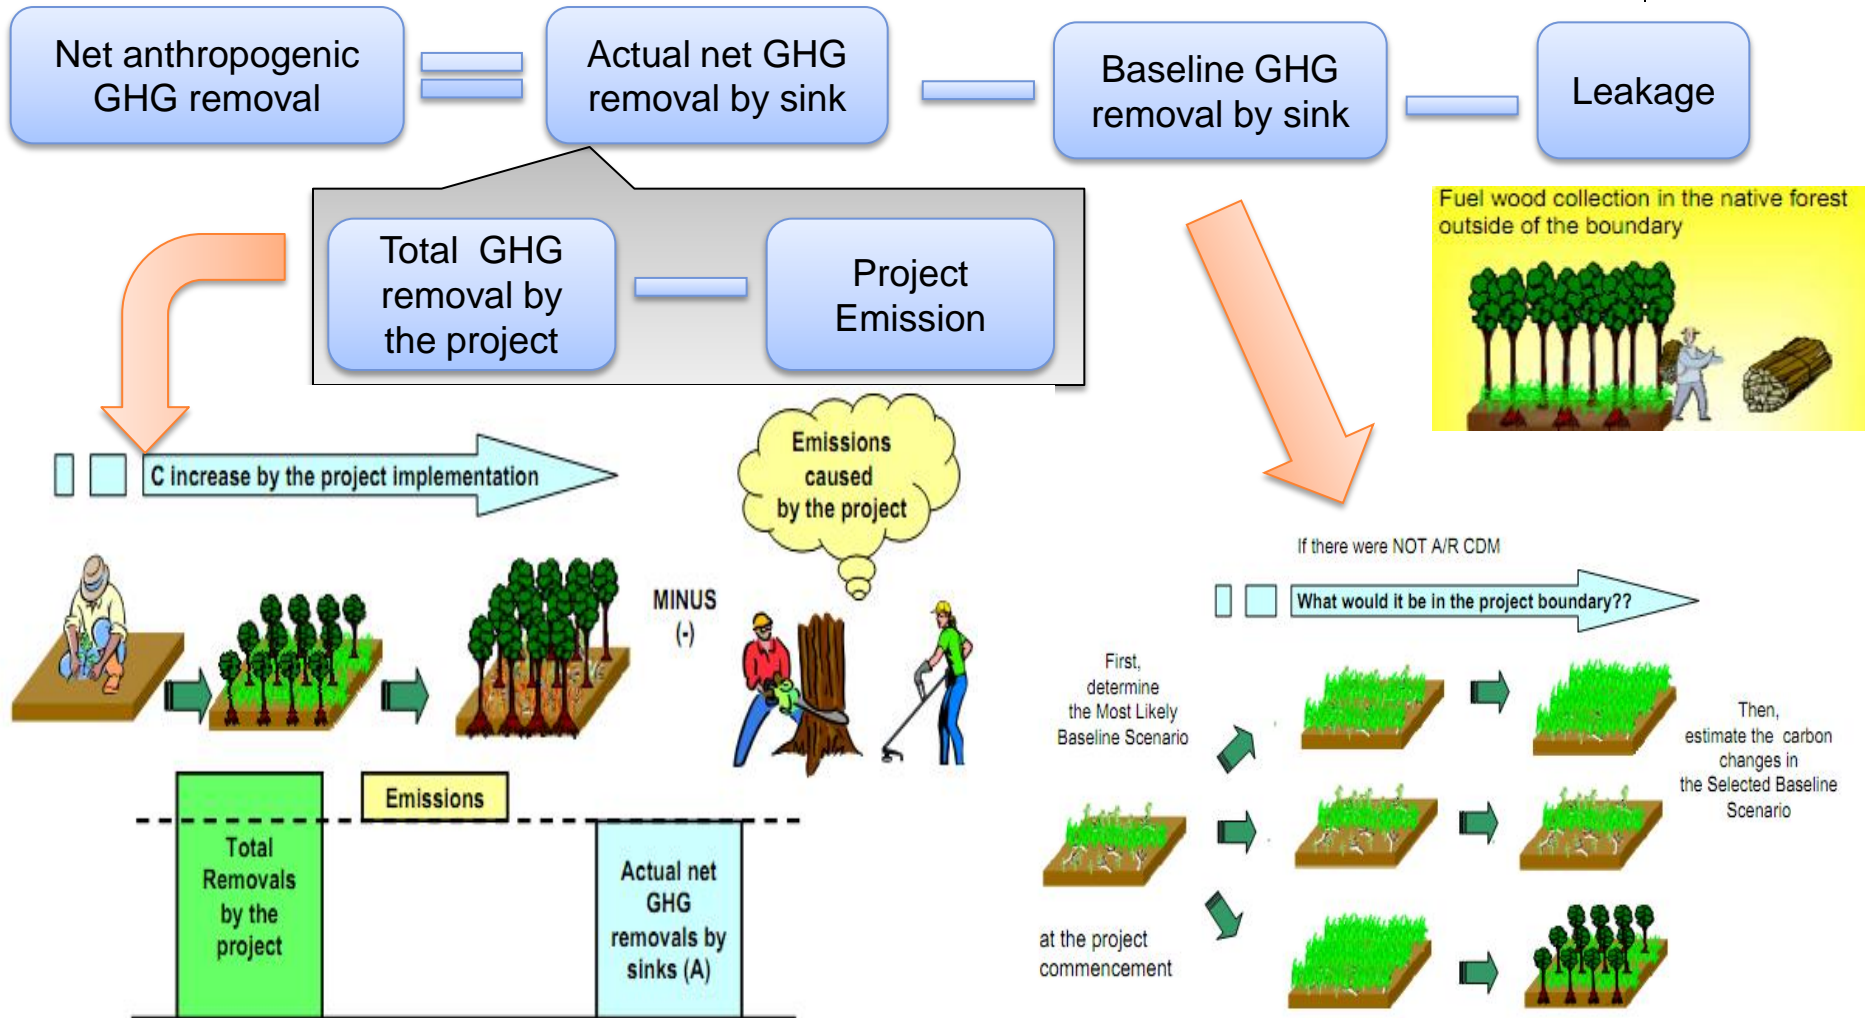 Net anthropogenic
GHG removal
Actual net GHG
removal by sink
Baseline GHG
removal by sink
Leakage
Total GHG
removal by
the project
Project
Emission
Fuel wood collection in the native forest
outside of the boundary
C increase by the project implementation
Emissions
caused
by the project
MINUS
(-)
If there were NOT A/R CDM
What would it be in the project boundary??
First,
determine
the Most Likely
Baseline Scenario
Then,
estimate the carbon
changes in
the Selected Baseline
Scenario
at the project
commencement
Emissions
Total
Removals
by the
project
Actual net
GHG
removals by
sinks (A)